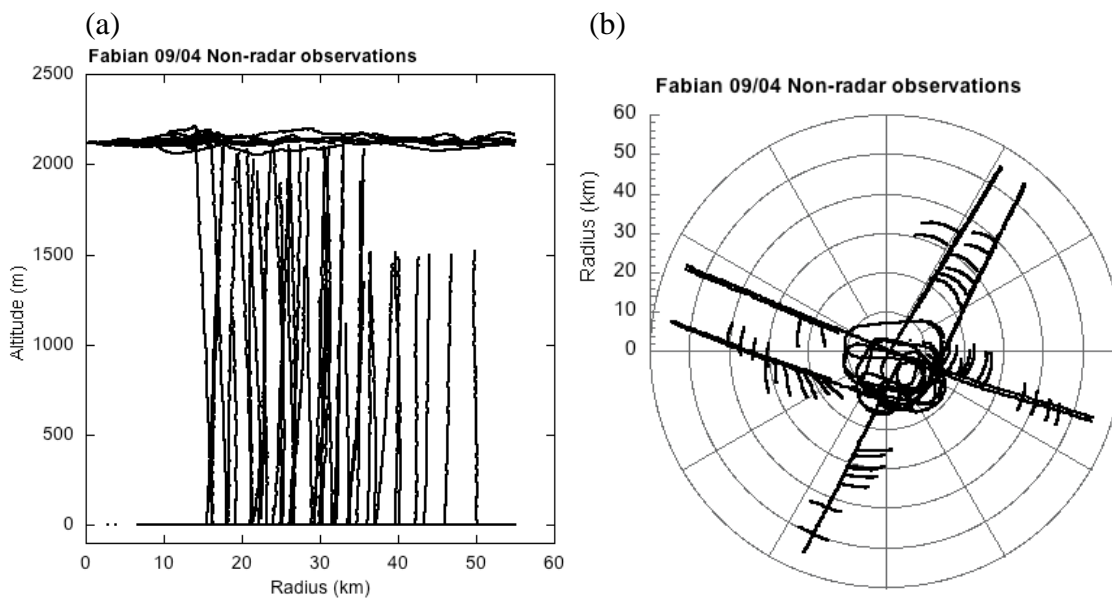 (a)
Fabian 09/04 Non-radar observations
2500
2000
1500
1000
500
0
Altitude (m)
0 10 20 30 40 50 60
Radius (km)
(b)
Fabian 09/04 Non-radar observations
60
50
40
30
20
10
0
Radius (km)